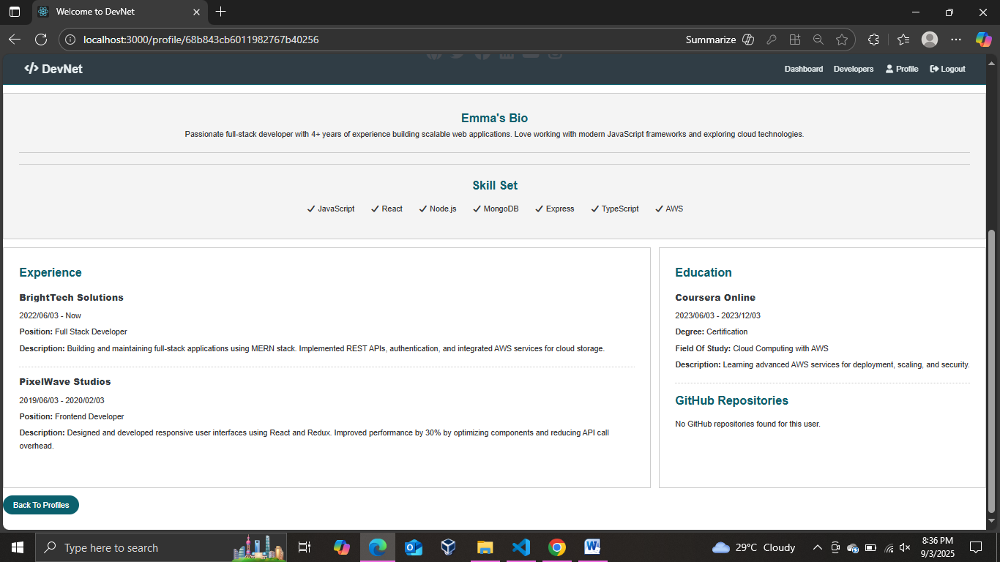 Welcome to DevNet
localhost:3000/profile/68b843cb6011982767b40256
Summarize
</> DevNet
Dashboard Developers Profile Logout
Emma's Bio
Passionate full-stack developer with 4+ years of experience building scalable web applications. Love working with modern JavaScript frameworks and exploring cloud technologies.
Skill Set
JavaScript React Node.js MongoDB Express TypeScript AWS
Experience
BrightTech Solutions
2022/06/03 - Now
Position: Full Stack Developer
Description: Building and maintaining full-stack applications using MERN stack. Implemented REST APIs, authentication, and integrated AWS services for cloud storage.
PixelWave Studios
2019/06/03 - 2020/02/03
Position: Frontend Developer
Description: Designed and developed responsive user interfaces using React and Redux. Improved performance by 30% by optimizing components and reducing API call
overhead.
Education
Coursera Online
2023/06/03 - 2023/12/03
Degree: Certification
Field Of Study: Cloud Computing with AWS
Description: Learning advanced AWS services for deployment, scaling, and security.
GitHub Repositories
No GitHub repositories found for this user.
Back To Profiles
Type here to search
29°C Cloudy
8:36 PM
9/3/2025